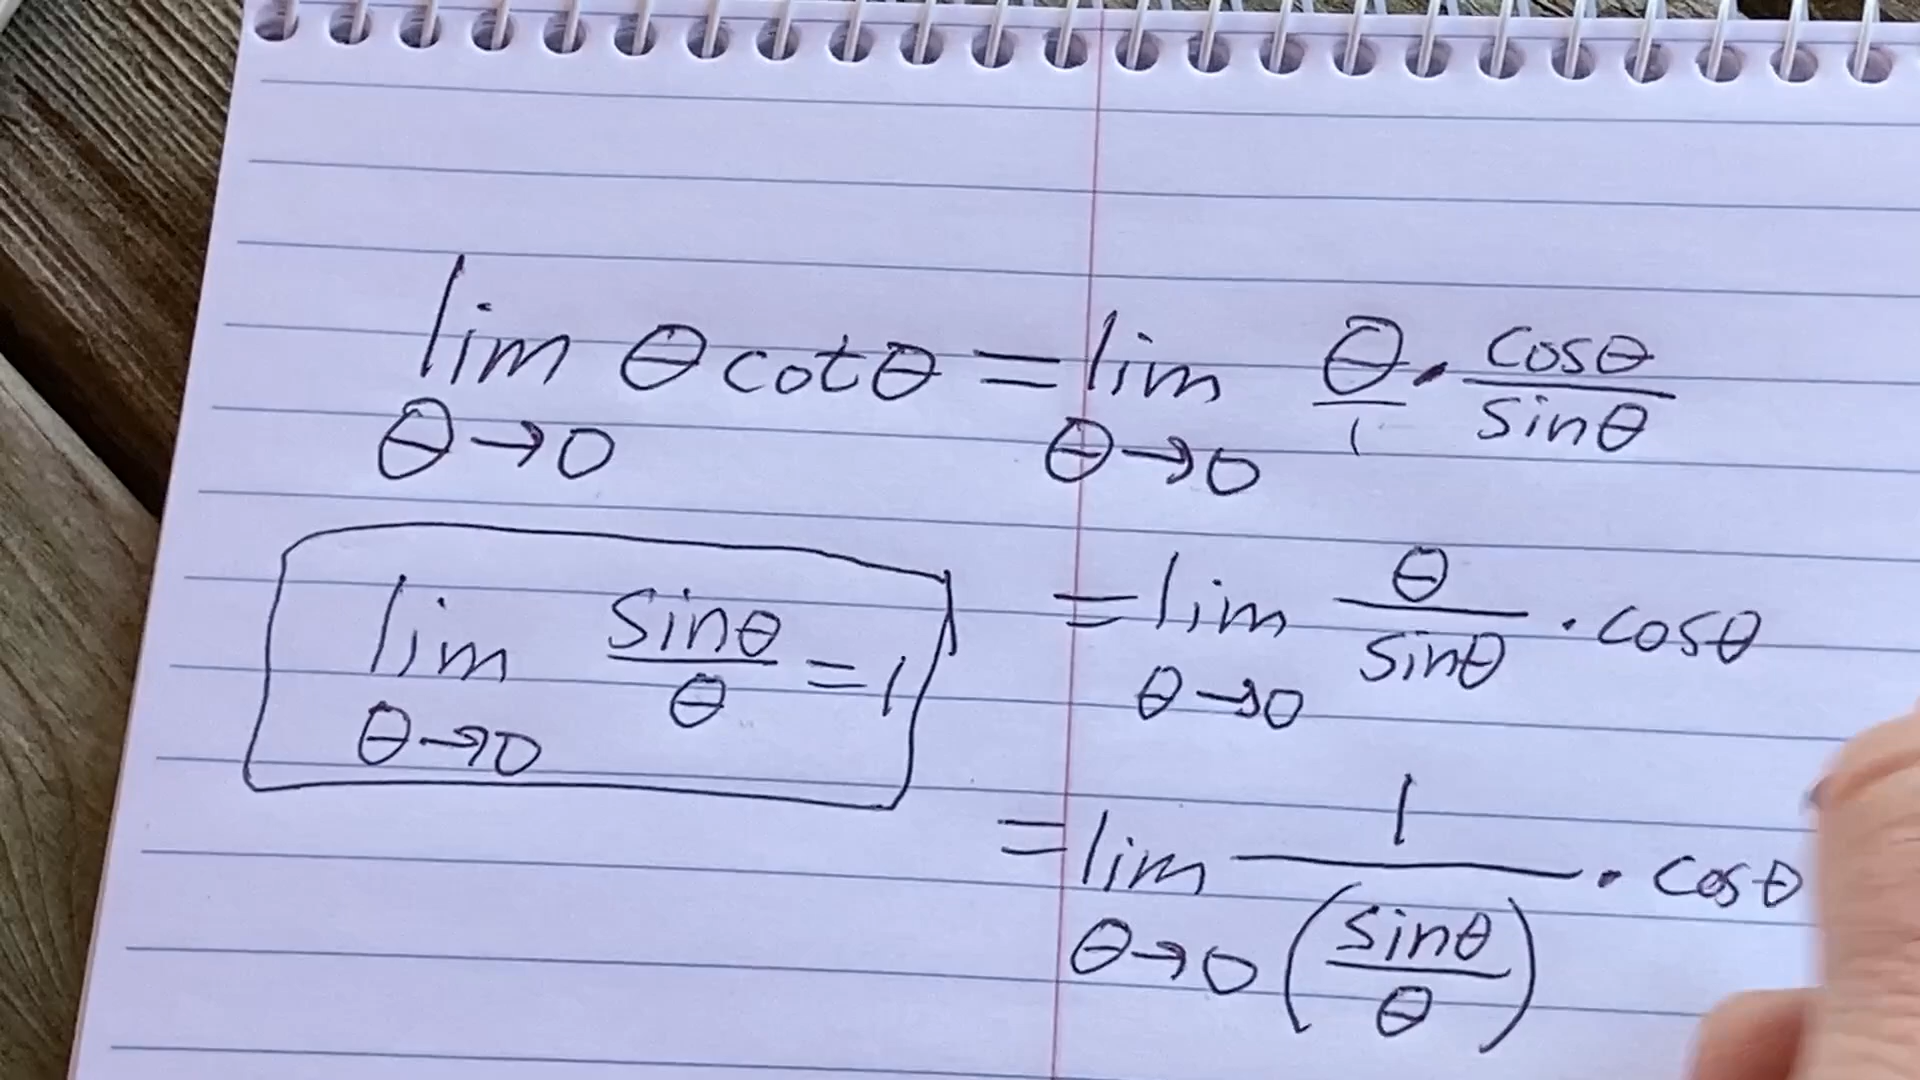 lim θ cot θ = lim θ/1 · cosθ/sinθ
θ→0 θ→0
lim sinθ/θ = 1
θ→0
= lim θ/sinθ · cosθ
θ→0
= lim 1/(sinθ/θ) · cosθ
θ→0